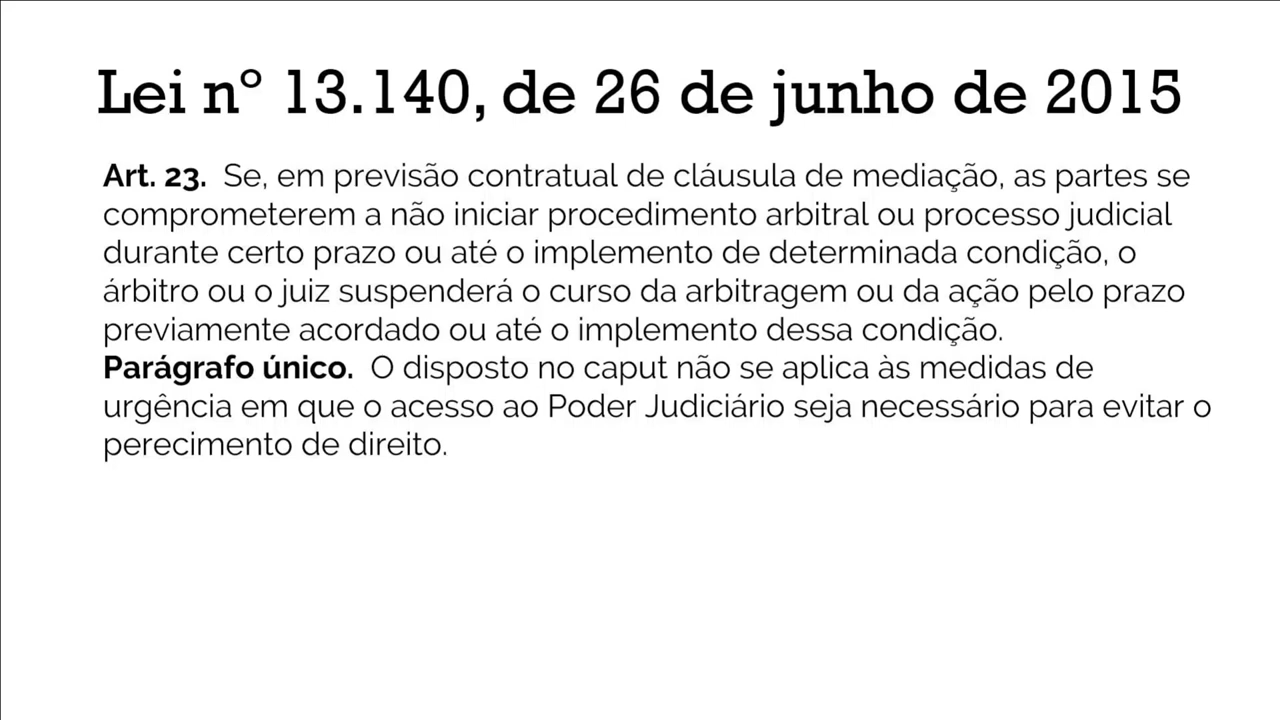 Lei nº 13.140, de 26 de junho de 2015
Art. 23. Se, em previsão contratual de cláusula de mediação, as partes se
comprometerem a não iniciar procedimento arbitral ou processo judicial
durante certo prazo ou até o implemento de determinada condição, o
árbitro ou o juiz suspenderá o curso da arbitragem ou da ação pelo prazo
previamente acordado ou até o implemento dessa condição.
Parágrafo único. O disposto no caput não se aplica às medidas de
urgência em que o acesso ao Poder Judiciário seja necessário para evitar o
perecimento de direito.